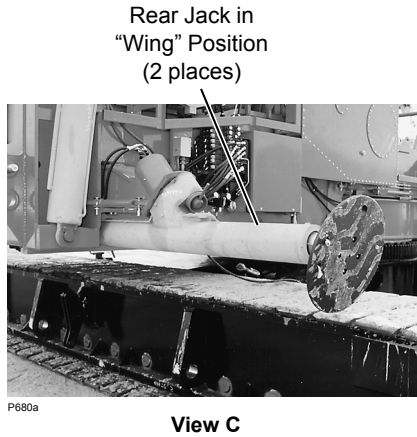 Rear Jack in
“Wing” Position
(2 places)
P680a
View C